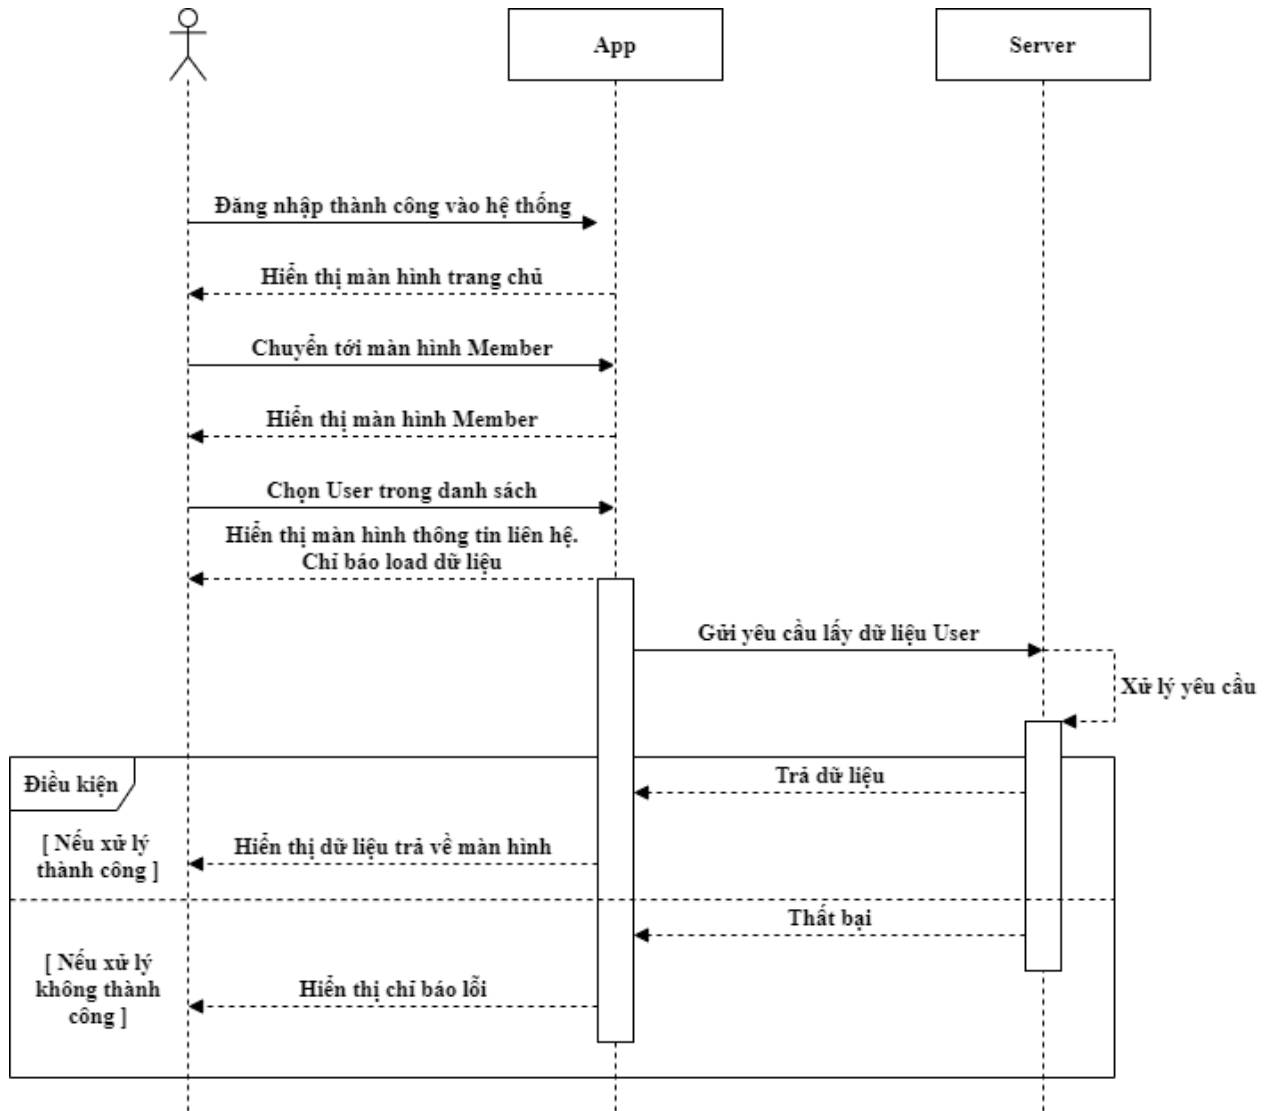 App
Server
Đăng nhập thành công vào hệ thống
Hiển thị màn hình trang chủ
Chuyển tới màn hình Member
Hiển thị màn hình Member
Chọn User trong danh sách
Hiển thị màn hình thông tin liên hệ.
Chỉ báo load dữ liệu
Gửi yêu cầu lấy dữ liệu User
Xử lý yêu cầu
Điều kiện
Trả dữ liệu
[ Nếu xử lý
thành công ]
Hiển thị dữ liệu trả về màn hình
Thất bại
[ Nếu xử lý
không thành
công ]
Hiển thị chỉ báo lỗi